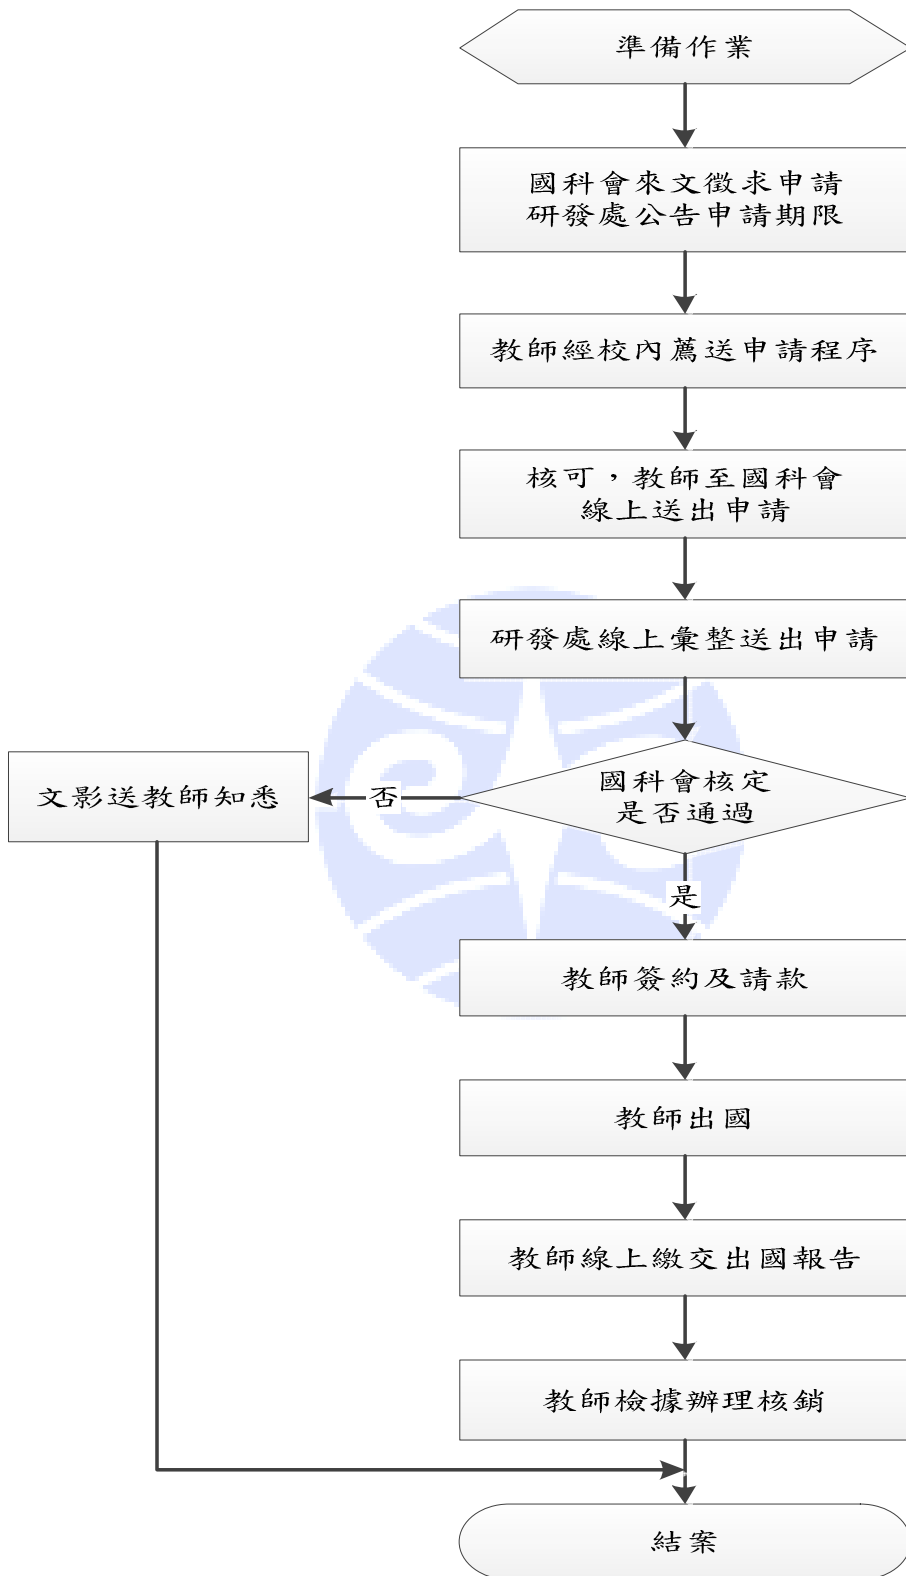 準備作業
國科會來文徵求申請
研發處公告申請期限
教師經校內薦送申請程序
核可，教師至國科會
線上送出申請
研發處線上彙整送出申請
國科會核定
是否通過
否
文影送教師知悉
是
教師簽約及請款
教師出國
教師線上繳交出國報告
教師檢據辦理核銷
結案